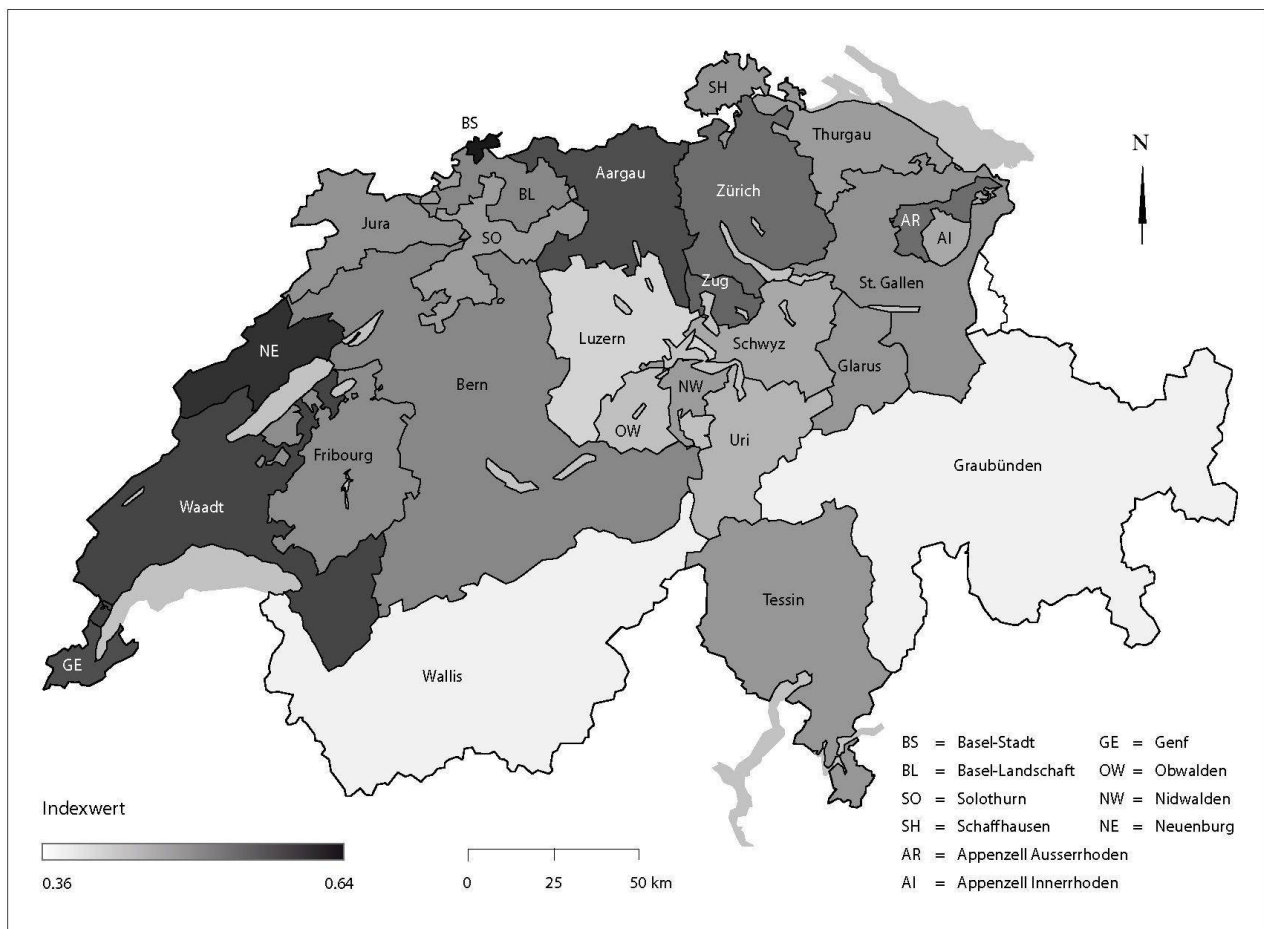 SH
BS
Thurgau
N
Aargau
Zürich
BL
Jura
AR
SO
AI
Zug
St. Gallen
Luzern
Schwyz
NE
Glarus
Bern
NW
OW
Uri
Fribourg
Graubünden
Waadt
Tessin
GE
Wallis
BS = Basel-Stadt GE = Genf
BL = Basel-Landschaft OW = Obwalden
SO = Solothurn NW = Nidwalden
SH = Schaffhausen NE = Neuenburg
AR = Appenzell Ausserrhoden
AI = Appenzell Innerrhoden
Indexwert
0.36 0.64
0 25 50 km